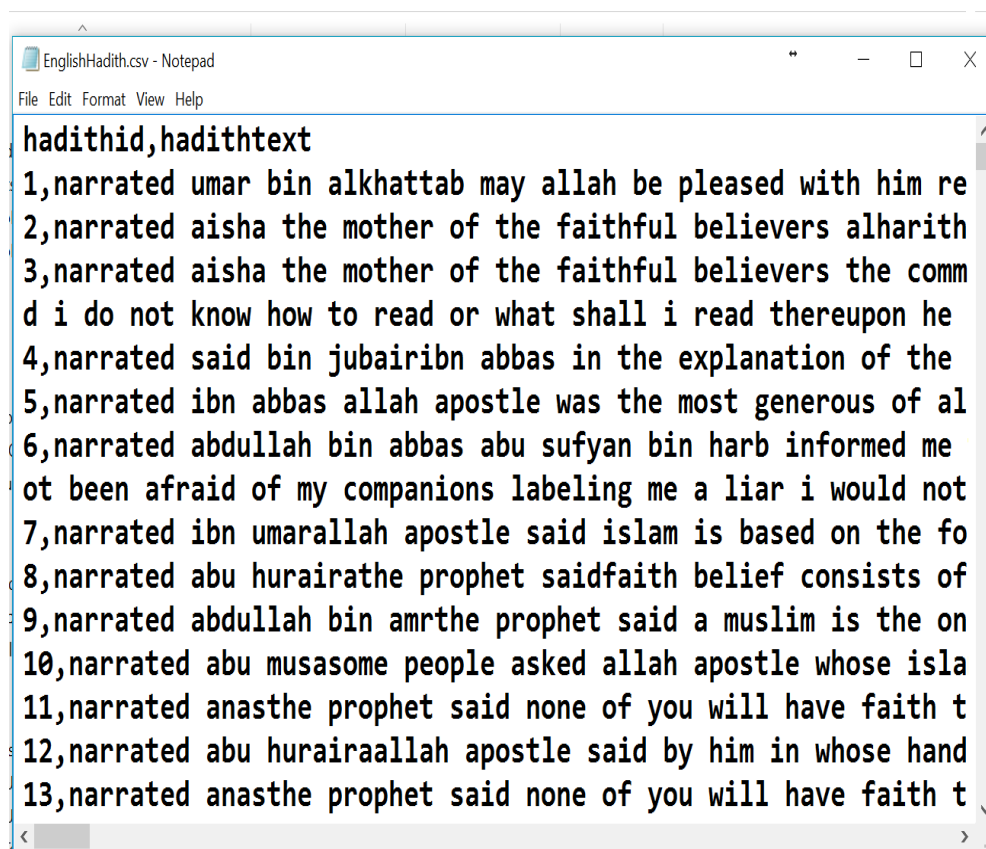 EnglishHadith.csv - Notepad
File Edit Format View Help
hadithid,hadithtext
1,narrated umar bin alkhattab may allah be pleased with him re
2,narrated aisha the mother of the faithful believers alharith
3,narrated aisha the mother of the faithful believers the comm
d i do not know how to read or what shall i read thereupon he
4,narrated said bin jubairibn abbas in the explanation of the
5,narrated ibn abbas allah apostle was the most generous of al
6,narrated abdullah bin abbas abu sufyan bin harb informed me
ot been afraid of my companions labeling me a liar i would not
7,narrated ibn umarallah apostle said islam is based on the fo
8,narrated abu hurairathe prophet saidfaith belief consists of
9,narrated abdullah bin amrthe prophet said a muslim is the on
10,narrated abu musasome people asked allah apostle whose isla
11,narrated anasthe prophet said none of you will have faith t
12,narrated abu hurairaallah apostle said by him in whose hand
13,narrated anasthe prophet said none of you will have faith t